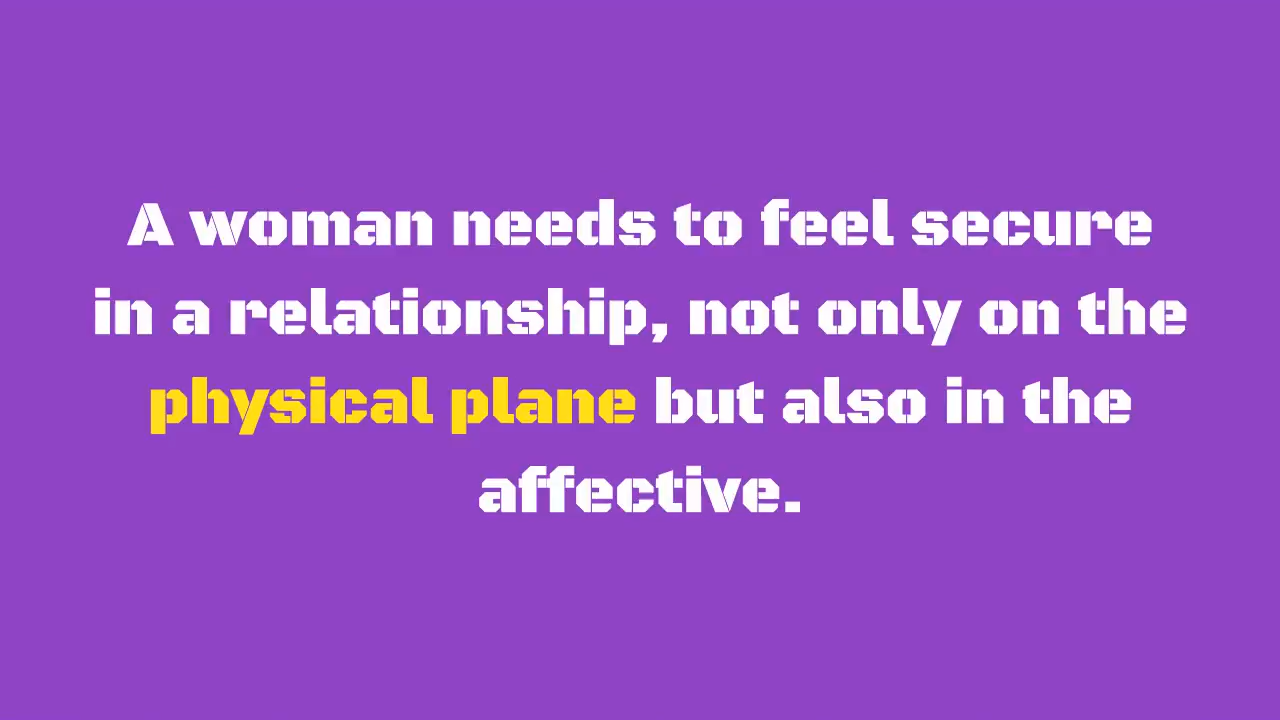 A woman needs to feel secure
in a relationship, not only on the
physical plane but also in the
affective.